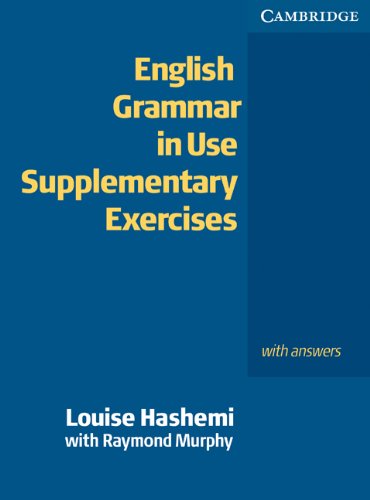 CAMBRIDGE
English
Grammar
in Use
Supplementary
Exercises
with answers
Louise Hashemi
with Raymond Murphy